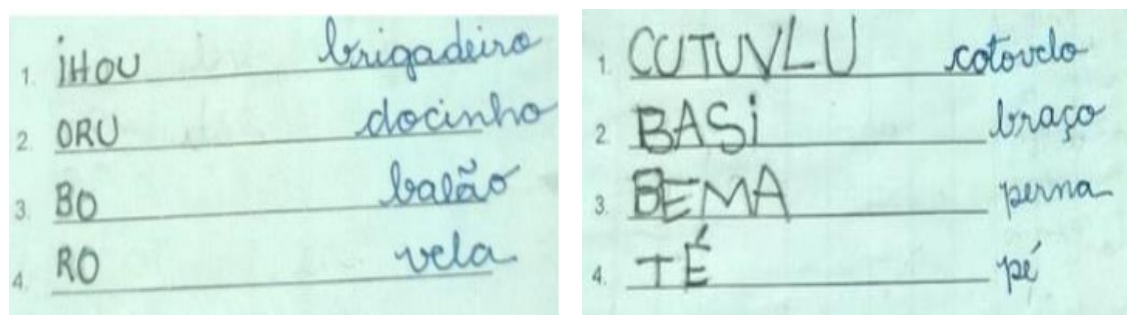 1. iHOU brigadeiro
2. ORU docinho
3. BO balão
4. RO vela
1. CUTUVLU cotovelo
2. BASi braço
3. BEMA perna
4. TÉ pé